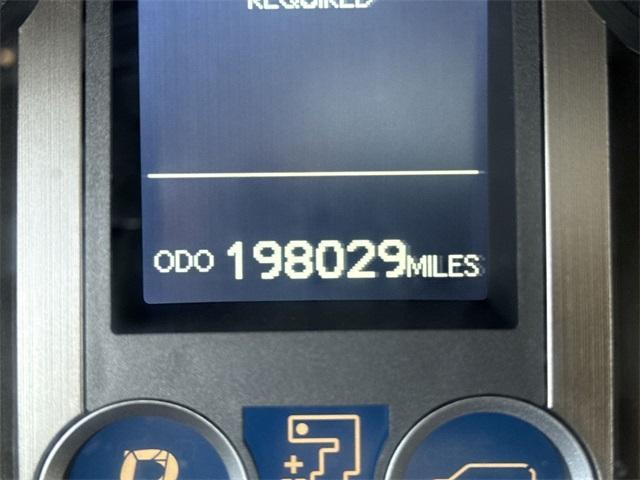 REQUIRED
ODO 198029 MILES
+